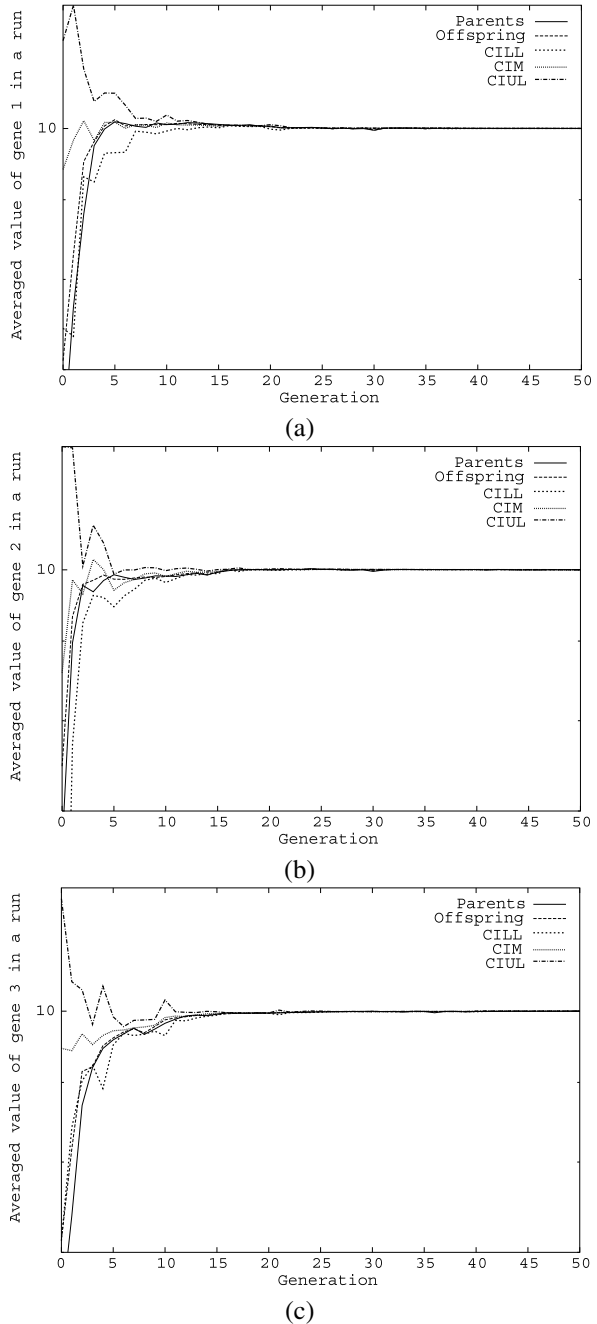 Averaged value of gene 1 in a run
Parents
Offspring
CILL
CIM
CIUL
10
0 5 10 15 20 25 30 35 40 45 50
Generation
(a)
Averaged value of gene 2 in a run
Parents
Offspring
CILL
CIM
CIUL
10
0 5 10 15 20 25 30 35 40 45 50
Generation
(b)
Averaged value of gene 3 in a run
Parents
Offspring
CILL
CIM
CIUL
10
0 5 10 15 20 25 30 35 40 45 50
Generation
(c)